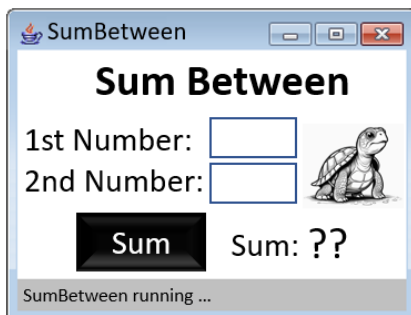 SumBetween
Sum Between
1st Number:
2nd Number:
Sum Sum: ??
SumBetween running ...